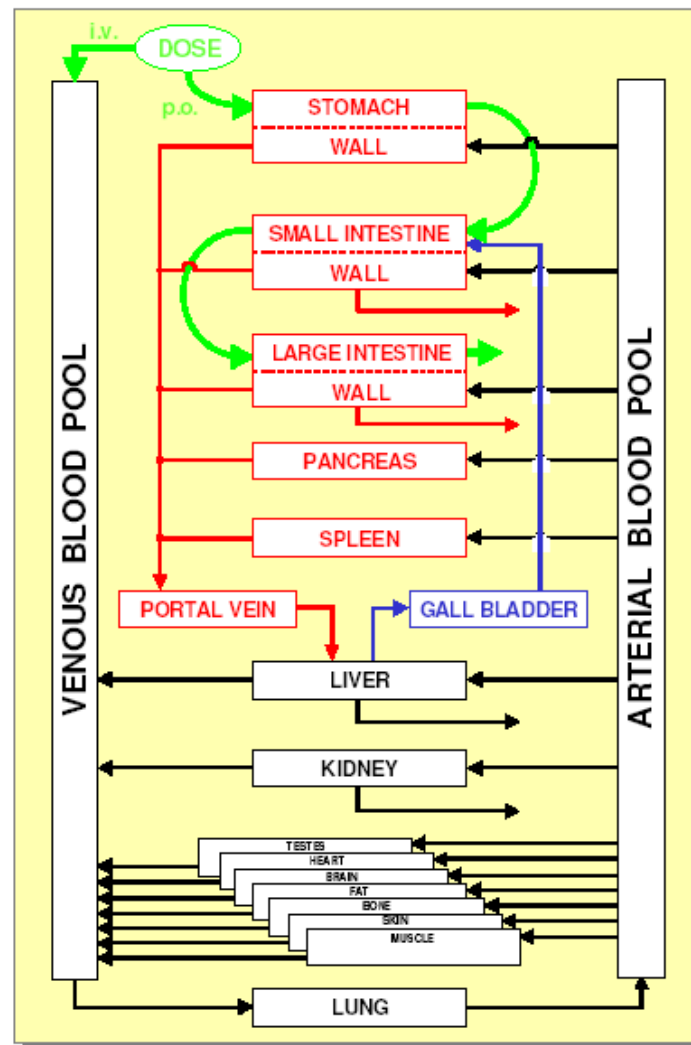 i.v.
DOSE
p.o.
STOMACH
WALL
SMALL INTESTINE
WALL
LARGE INTESTINE
WALL
PANCREAS
SPLEEN
PORTAL VEIN
GALL BLADDER
LIVER
KIDNEY
TESTES
HEART
BRAIN
FAT
BONE
SKIN
MUSCLE
LUNG
VENOUS BLOOD POOL
ARTERIAL BLOOD POOL